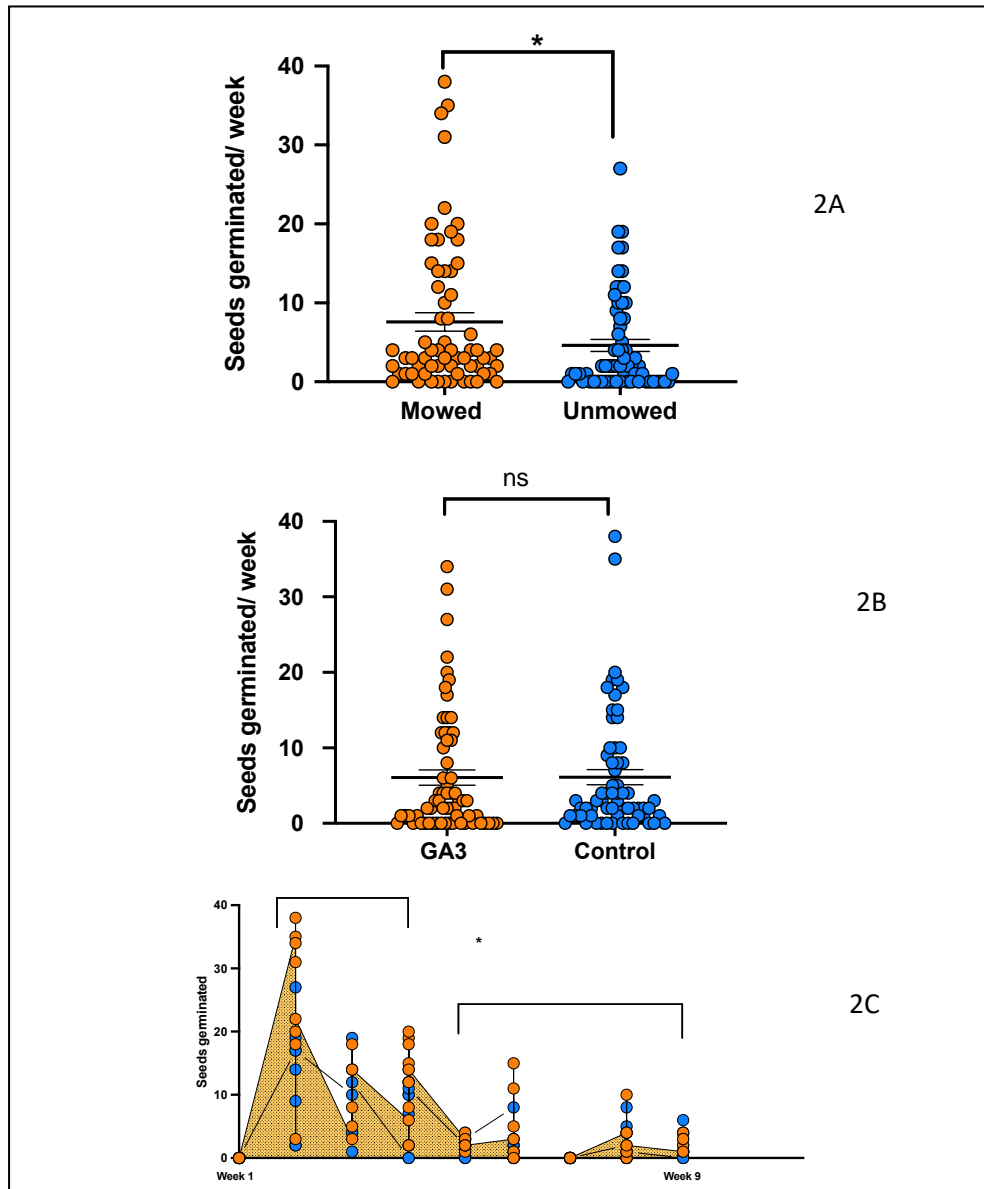 *
40
30
20
10
0
Seeds germinated/ week
Mowed
Unmowed
2A
ns
40
30
20
10
0
Seeds germinated/ week
GA3
Control
2B
40
30
20
10
0
Seeds germinated
*
Week 1
Week 9
2C